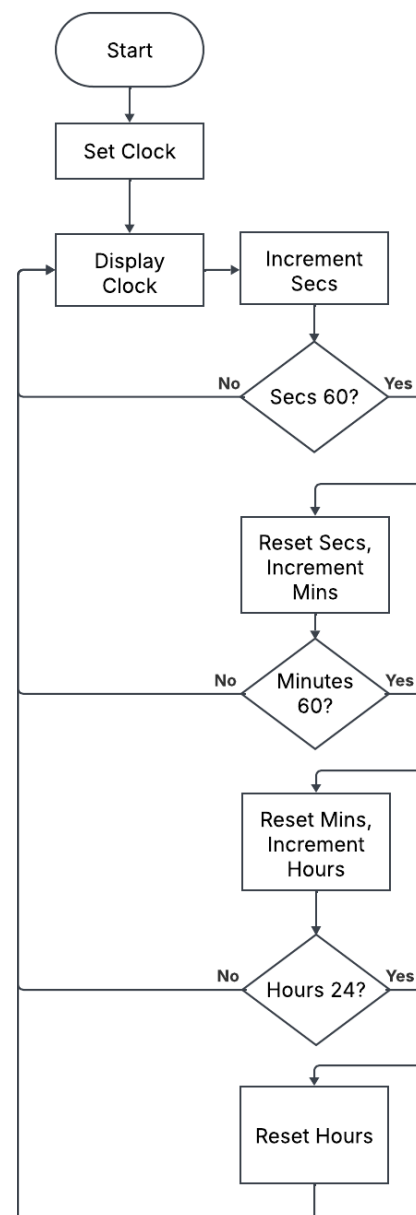 Start
Set Clock
Display
Clock
Increment
Secs
No
Secs 60?
Yes
Reset Secs,
Increment
Mins
No
Minutes
60?
Yes
Reset Mins,
Increment
Hours
No
Hours 24?
Yes
Reset Hours